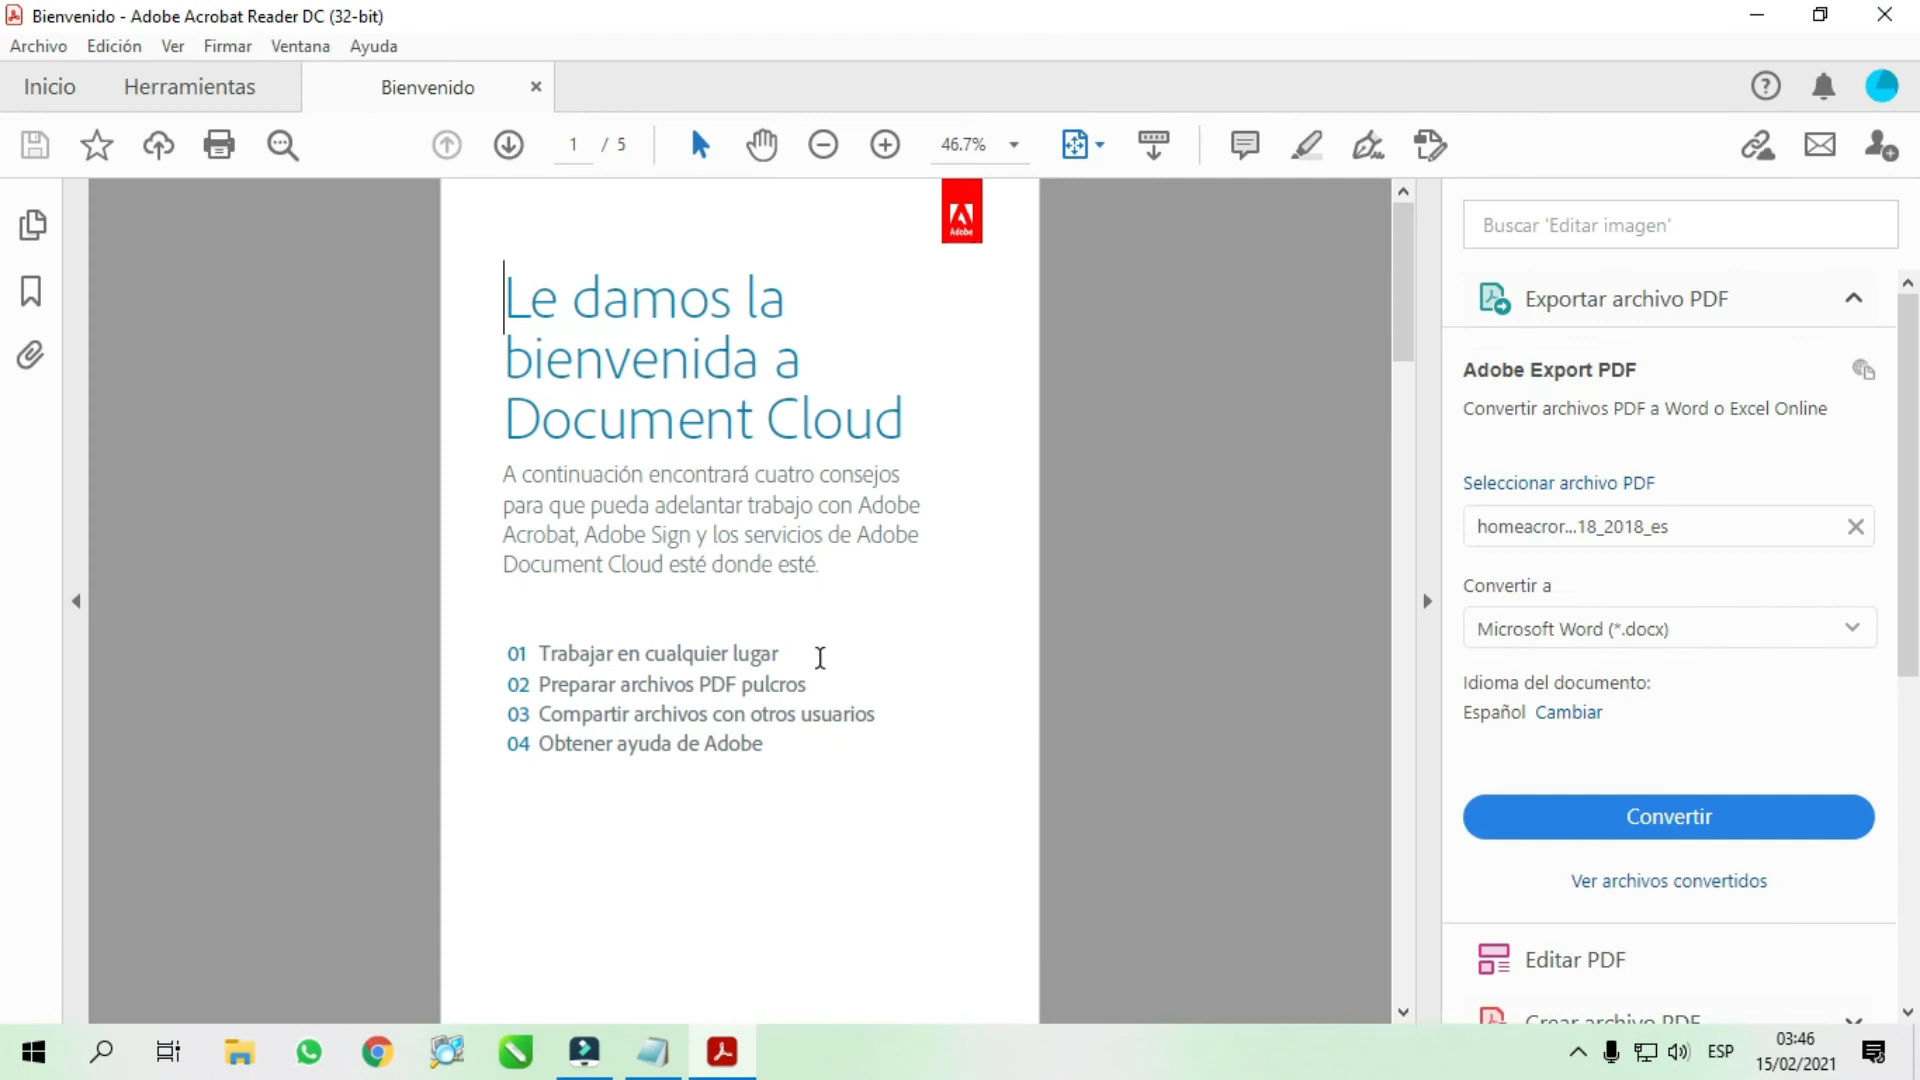 Bienvenido - Adobe Acrobat Reader DC (32-bit)
Archivo Edición Ver Firmar Ventana Ayuda
Inicio Herramientas Bienvenido
1 / 5 46.7%
Adobe
Le damos la
bienvenida a
Document Cloud
A continuación encontrará cuatro consejos
para que pueda adelantar trabajo con Adobe
Acrobat, Adobe Sign y los servicios de Adobe
Document Cloud esté donde esté.
01 Trabajar en cualquier lugar
02 Preparar archivos PDF pulcros
03 Compartir archivos con otros usuarios
04 Obtener ayuda de Adobe
Buscar 'Editar imagen'
Exportar archivo PDF
Adobe Export PDF
Convertir archivos PDF a Word o Excel Online
Seleccionar archivo PDF
homeacror...18_2018_es
Convertir a
Microsoft Word (*.docx)
Idioma del documento:
Español Cambiar
Convertir
Ver archivos convertidos
Editar PDF
Crear archivo PDF
ESP
03:46
15/02/2021